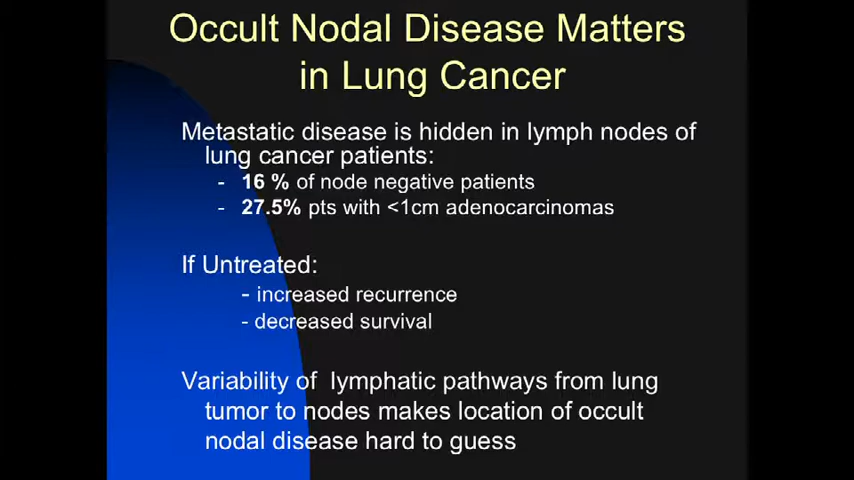 Occult Nodal Disease Matters
in Lung Cancer
Metastatic disease is hidden in lymph nodes of
lung cancer patients:
- 16 % of node negative patients
- 27.5% pts with <1cm adenocarcinomas
If Untreated:
- increased recurrence
- decreased survival
Variability of lymphatic pathways from lung
tumor to nodes makes location of occult
nodal disease hard to guess